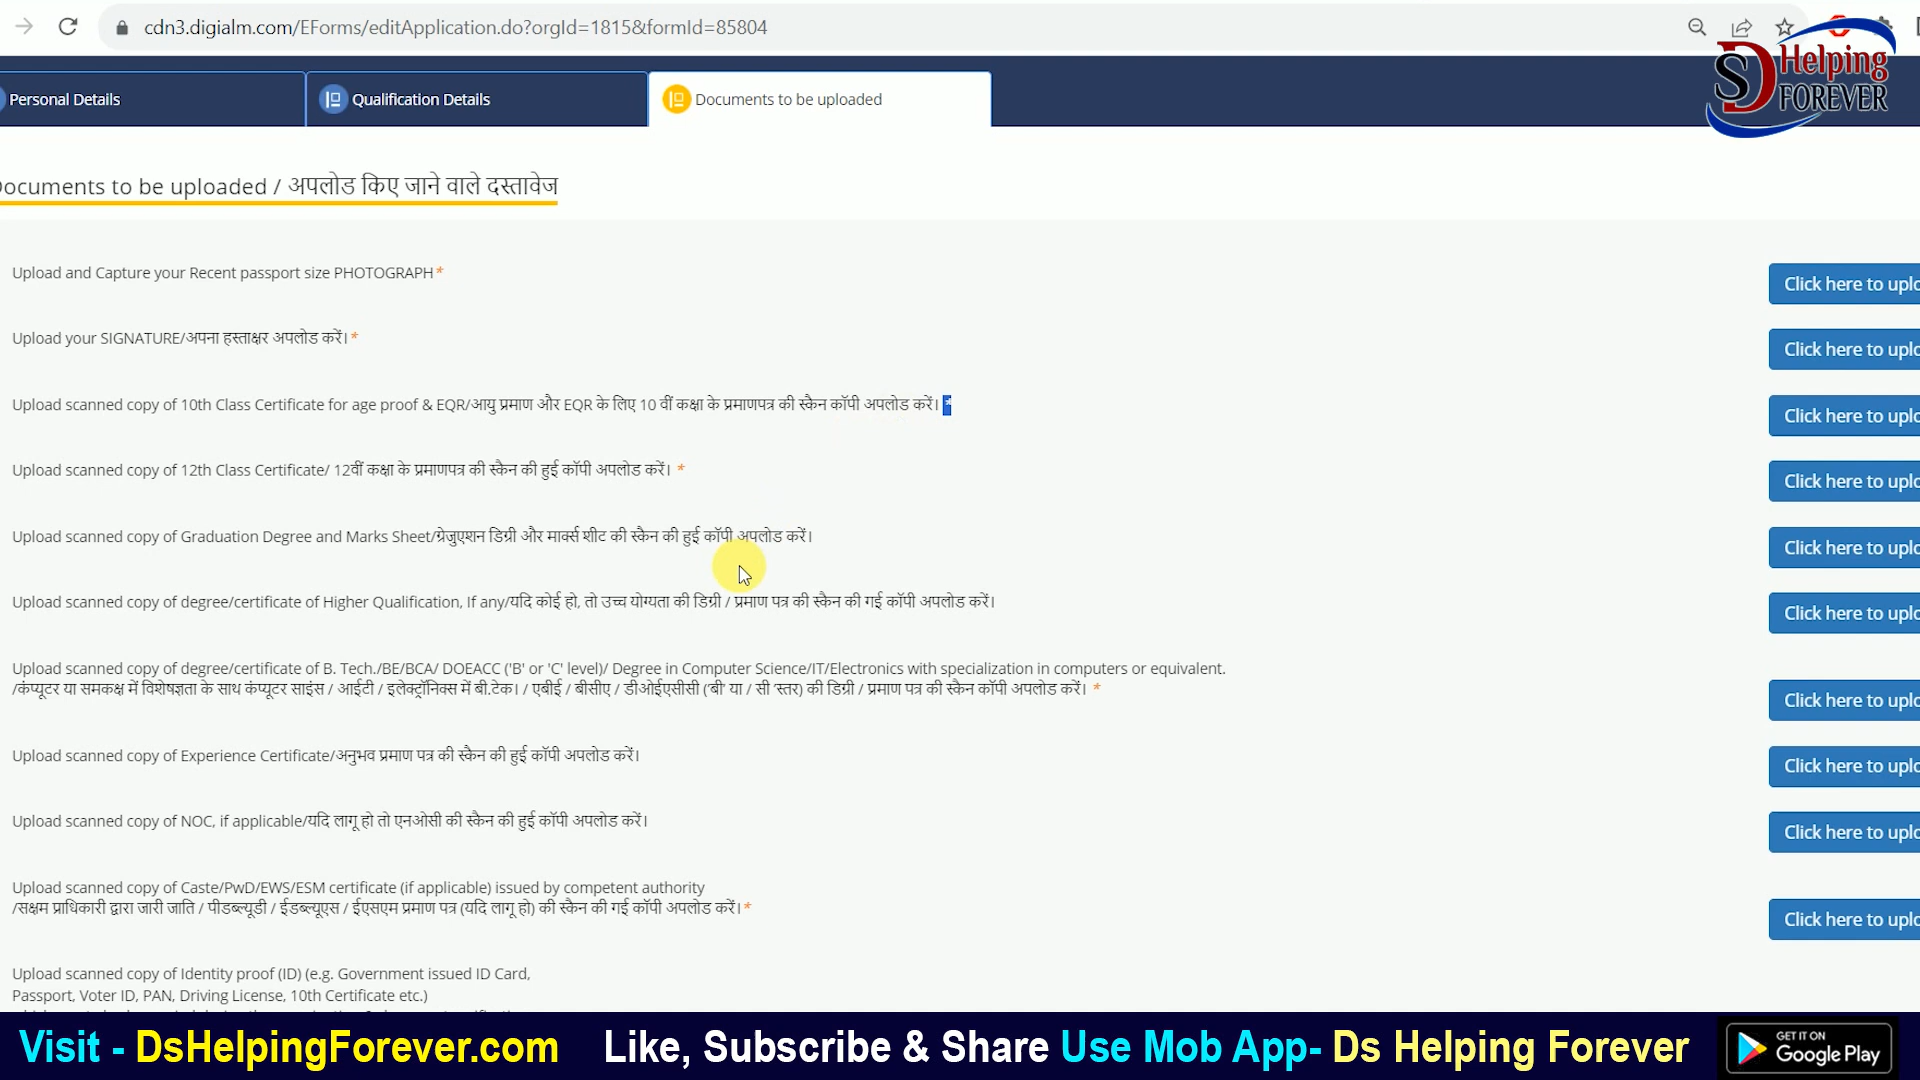 cdn3.digialm.com/EForms/editApplication.do?orgId=1815&formId=85804
SD Helping
FOREVER
Personal Details
Qualification Details
Documents to be uploaded
ocuments to be uploaded / अपलोड किए जाने वाले दस्तावेज
Upload and Capture your Recent passport size PHOTOGRAPH*
Click here to uplo
Upload your SIGNATURE/अपना हस्ताक्षर अपलोड करें।*
Click here to uplo
Upload scanned copy of 10th Class Certificate for age proof & EQR/आयु प्रमाण और EQR के लिए 10 वीं कक्षा के प्रमाणपत्र की स्कैन कॉपी अपलोड करें। *
Click here to uplo
Upload scanned copy of 12th Class Certificate/ 12वीं कक्षा के प्रमाणपत्र की स्कैन की हुई कॉपी अपलोड करें। *
Click here to uplo
Upload scanned copy of Graduation Degree and Marks Sheet/ग्रेजुएशन डिग्री और मार्क्स शीट की स्कैन की हुई कॉपी अपलोड करें।
Click here to uplo
Upload scanned copy of degree/certificate of Higher Qualification, If any/यदि कोई हो, तो उच्च योग्यता की डिग्री / प्रमाण पत्र की स्कैन की गई कॉपी अपलोड करें।
Click here to uplo
Upload scanned copy of degree/certificate of B. Tech./BE/BCA/ DOEACC ('B' or 'C' level)/ Degree in Computer Science/IT/Electronics with specialization in computers or equivalent.
/कंप्यूटर या समकक्ष में विशेषज्ञता के साथ कंप्यूटर साइंस / आईटी / इलेक्ट्रॉनिक्स में बी.टेक। / एबीई / बीसीए / डीओईएसीसी ('बी' या / सी 'स्तर) की डिग्री / प्रमाण पत्र की स्कैन कॉपी अपलोड करें। *
Click here to uplo
Upload scanned copy of Experience Certificate/अनुभव प्रमाण पत्र की स्कैन की हुई कॉपी अपलोड करें।
Click here to uplo
Upload scanned copy of NOC, if applicable/यदि लागू हो तो एनओसी की स्कैन की हुई कॉपी अपलोड करें।
Click here to uplo
Upload scanned copy of Caste/PwD/EWS/ESM certificate (if applicable) issued by competent authority
/सक्षम प्राधिकारी द्वारा जारी जाति / पीडब्ल्यूडी / ईडब्ल्यूएस / ईएसएम प्रमाण पत्र (यदि लागू हो) की स्कैन की गई कॉपी अपलोड करें।*
Click here to uplo
Upload scanned copy of Identity proof (ID) (e.g. Government issued ID Card,
Passport, Voter ID, PAN, Driving License, 10th Certificate etc.)
Visit - DsHelpingForever.com Like, Subscribe & Share Use Mob App- Ds Helping Forever
GET IT ON
Google Play